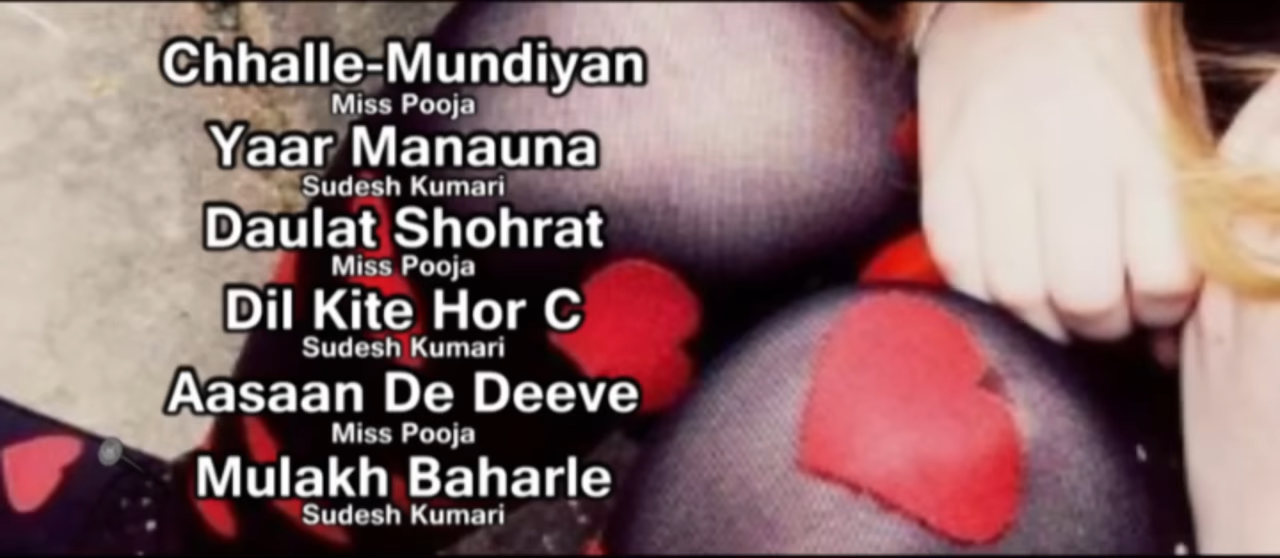 Chhalle-Mundiyan
Miss Pooja
Yaar Manauna
Sudesh Kumari
Daulat Shohrat
Miss Pooja
Dil Kite Hor C
Sudesh Kumari
Aasaan De Deeve
Miss Pooja
Mulakh Baharle
Sudesh Kumari